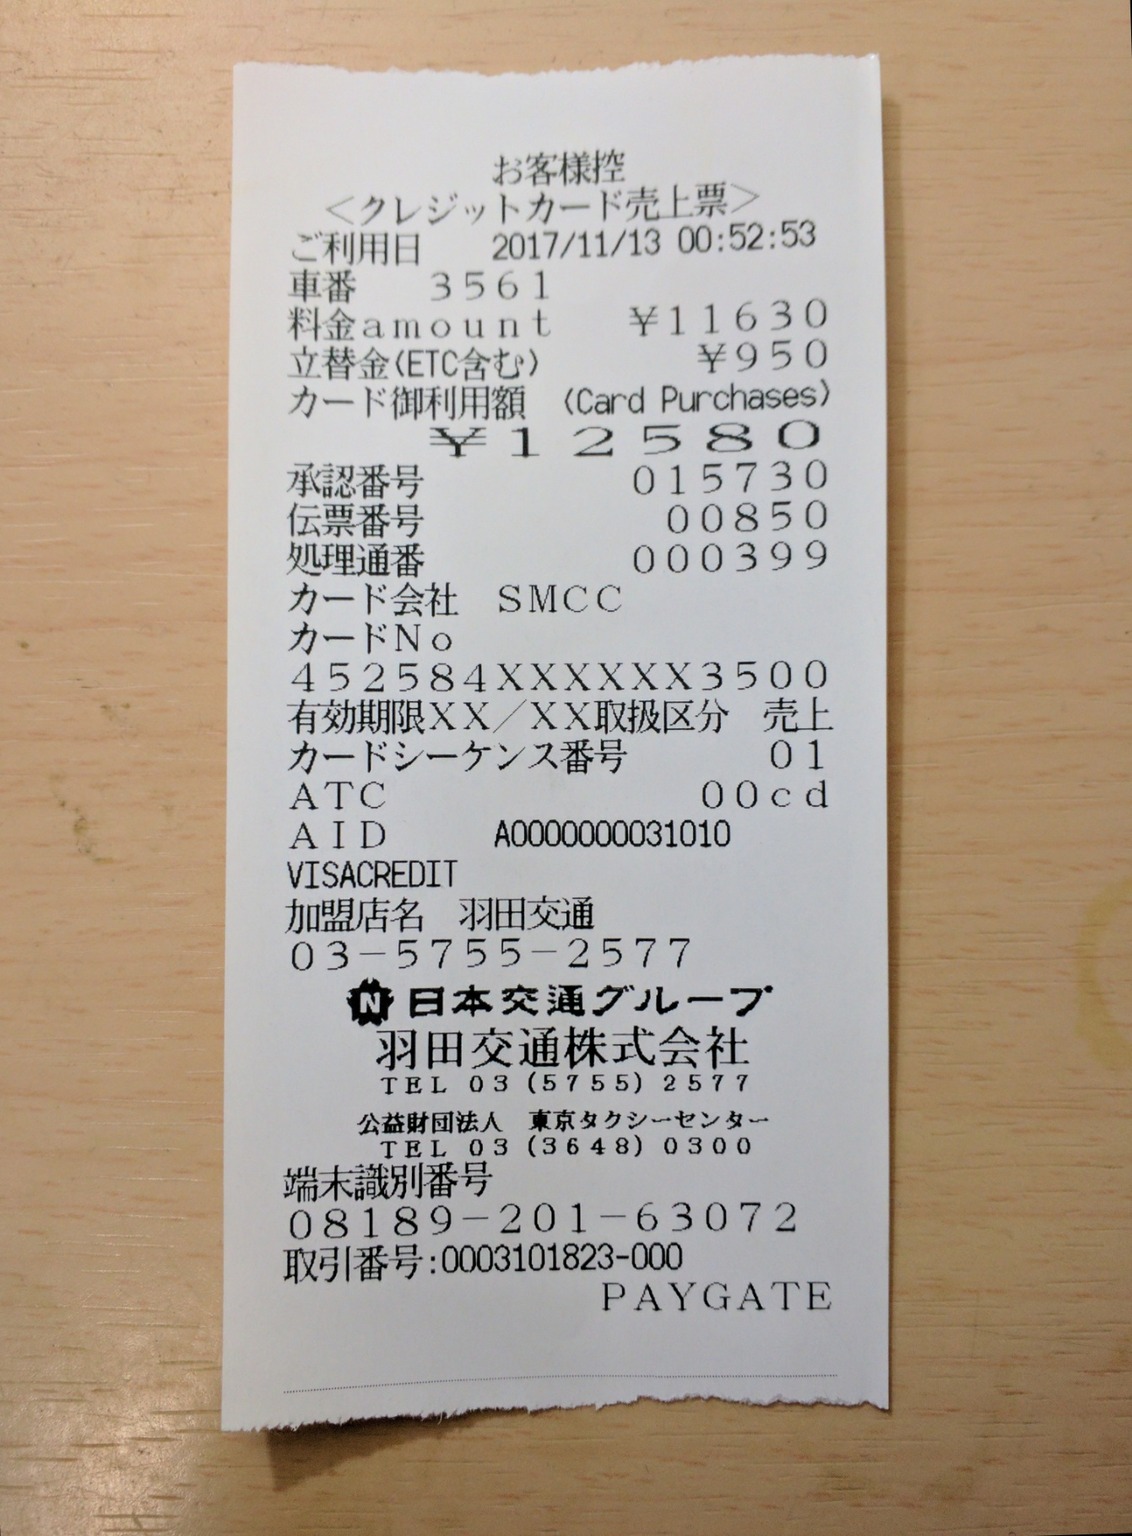 お客様控
＜クレジットカード売上票＞
ご利用日 2017/11/13 00:52:53
車番 3561
料金amount ¥11630
立替金(ETC含む) ¥950
カード御利用額 (Card Purchases)
¥12580
承認番号 015730
伝票番号 00850
処理通番 000399
カード会社 SMCC
カードNo
452584XXXXXX3500
有効期限XX／XX取扱区分 売上
カードシーケンス番号 01
ATC 00cd
AID A0000000031010
VISACREDIT
加盟店名 羽田交通
03−5755−2577
N 日本交通グループ
羽田交通株式会社
TEL 03(5755)2577
公益財団法人 東京タクシーセンター
TEL 03(3648)0300
端末識別番号
08189−201−63072
取引番号:0003101823-000
PAYGATE